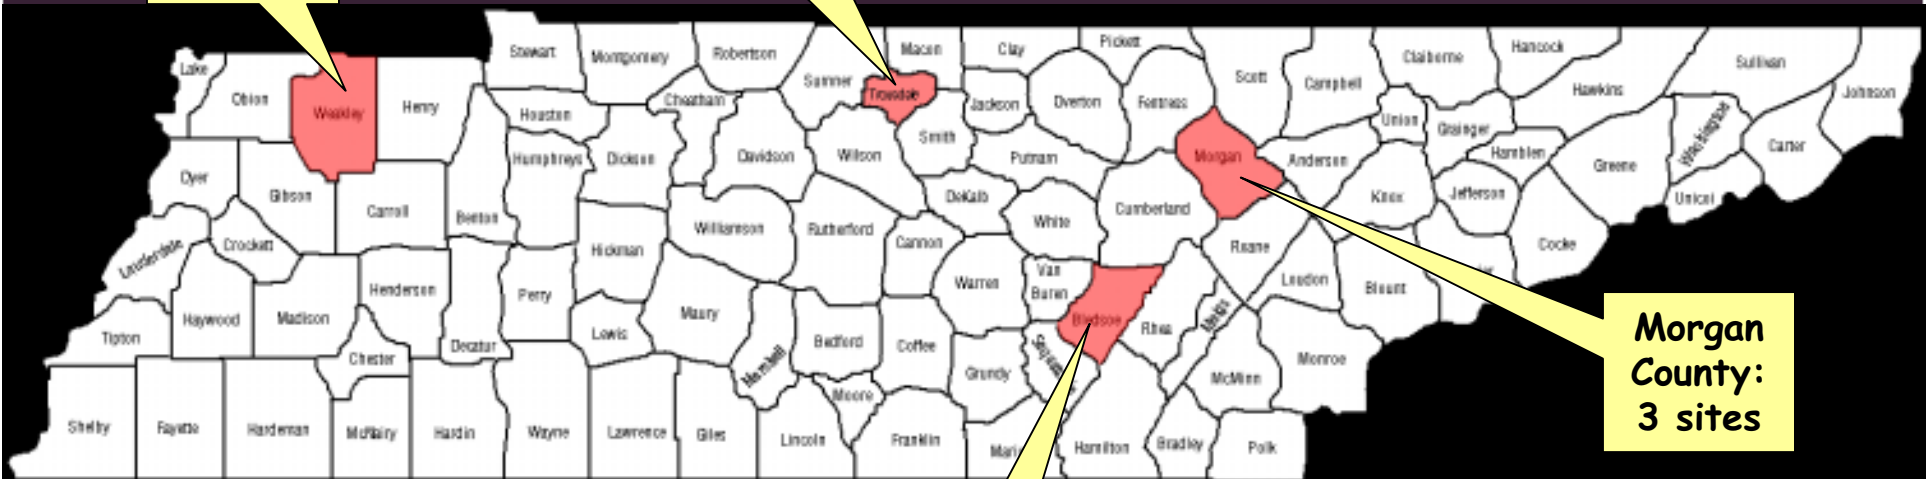 Stewart
Montgomery
Robertson
Macon
Clay
Pickett
Claiborne
Hancock
Sullivan
Lake
Obion
Weakley
Henry
Sumner
Trousdale
Scott
Campbell
Hawkins
Johnson
Houston
Cheatham
Jackson
Overton
Fentress
Union
Grainger
Washington
Carter
Smith
Humphreys
Dickson
Davidson
Wilson
Putnam
Morgan
Anderson
Hamblen
Greene
Dyer
Gibson
Carroll
Benton
DeKalb
White
Cumberland
Knox
Jefferson
Unicoi
Lauderdale
Crockett
Hickman
Williamson
Rutherford
Cannon
Roane
Cocke
Henderson
Perry
Warren
Van
Buren
Loudon
Blount
Tipton
Haywood
Madison
Lewis
Maury
Bledsoe
Rhea
Meigs
Morgan
County:
3 sites
Chester
Decatur
Marshall
Bedford
Coffee
Grundy
McMinn
Monroe
Moore
Shelby
Fayette
Hardeman
McNairy
Hardin
Wayne
Lawrence
Giles
Lincoln
Franklin
Hamilton
Bradley
Polk